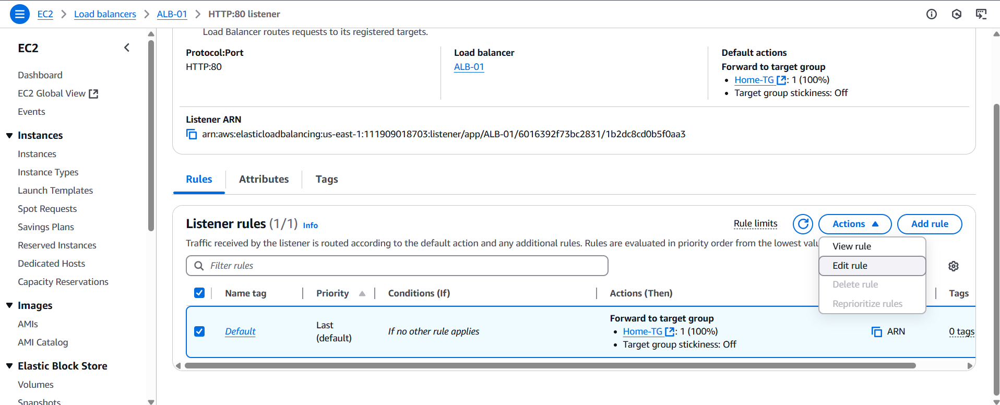 EC2 > Load balancers > ALB-01 > HTTP:80 listener
EC2
Dashboard
EC2 Global View
Events
Instances
Instances
Instance Types
Launch Templates
Spot Requests
Savings Plans
Reserved Instances
Dedicated Hosts
Capacity Reservations
Images
AMIs
AMI Catalog
Elastic Block Store
Volumes
Snapshots
Load Balancer routes requests to its registered targets.
Protocol:Port
HTTP:80
Load balancer
ALB-01
Default actions
Forward to target group
• Home-TG : 1 (100%)
• Target group stickiness: Off
Listener ARN
arn:aws:elasticloadbalancing:us-east-1:111909018703:listener/app/ALB-01/6016392f73bc2831/1b2dc8cd0b5f0aa3
Rules
Attributes
Tags
Listener rules (1/1) Info
Rule limits
Actions
Add rule
Traffic received by the listener is routed according to the default action and any additional rules. Rules are evaluated in priority order from the lowest valu
View rule
Edit rule
Delete rule
Reprioritize rules
Filter rules
Name tag
Priority
Conditions (If)
Actions (Then)
Tags
Default
Last
(default)
If no other rule applies
Forward to target group
• Home-TG : 1 (100%)
• Target group stickiness: Off
ARN
0 tags